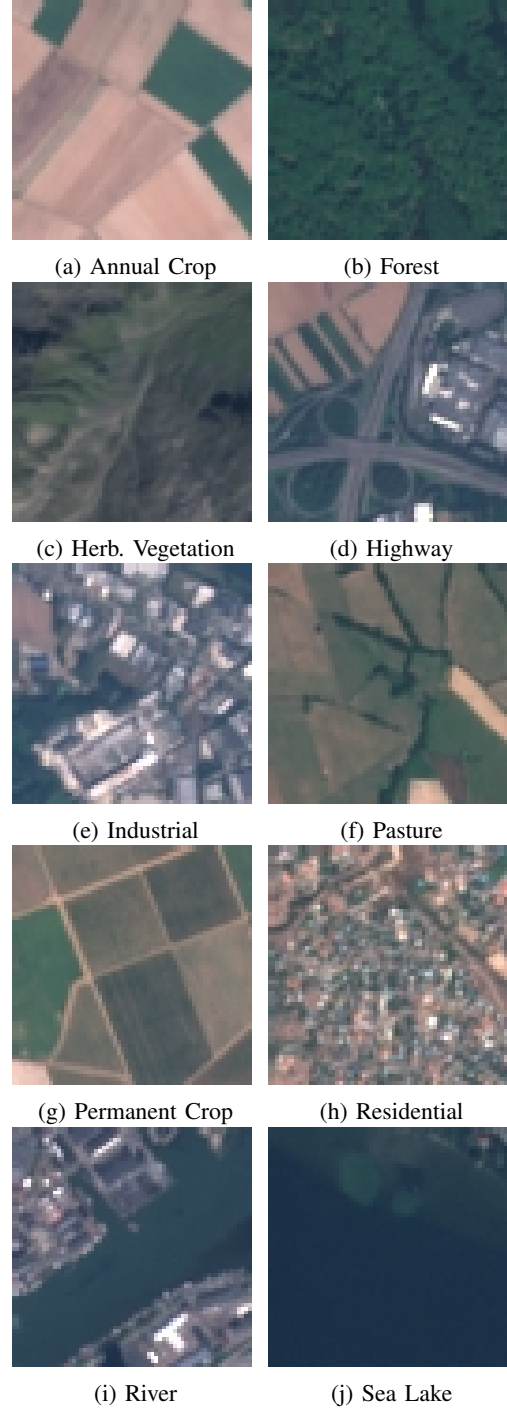 (a) Annual Crop
(b) Forest
(c) Herb. Vegetation
(d) Highway
(e) Industrial
(f) Pasture
(g) Permanent Crop
(h) Residential
(i) River
(j) Sea Lake